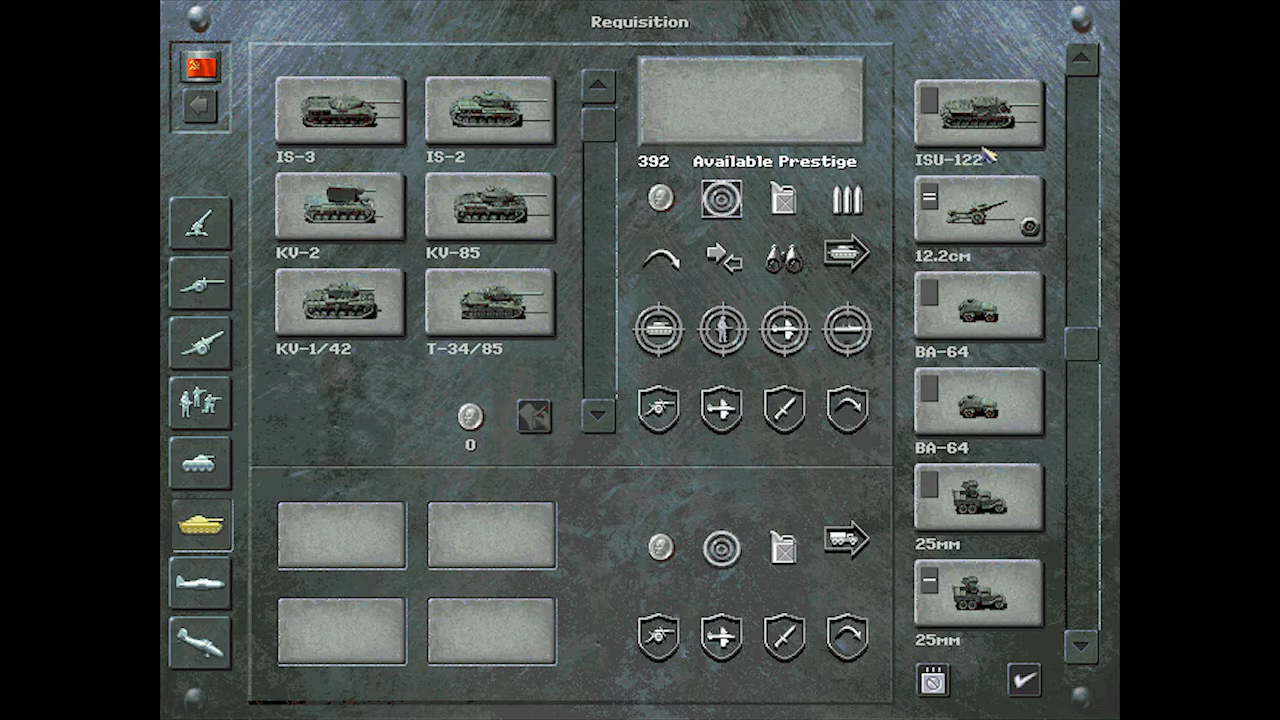 Requisition
IS-3 IS-2
KV-2 KV-85
KV-1/42 T-34/85
0
392 Available Prestige
ISU-122
12.2cm
BA-64
BA-64
25mm
25mm